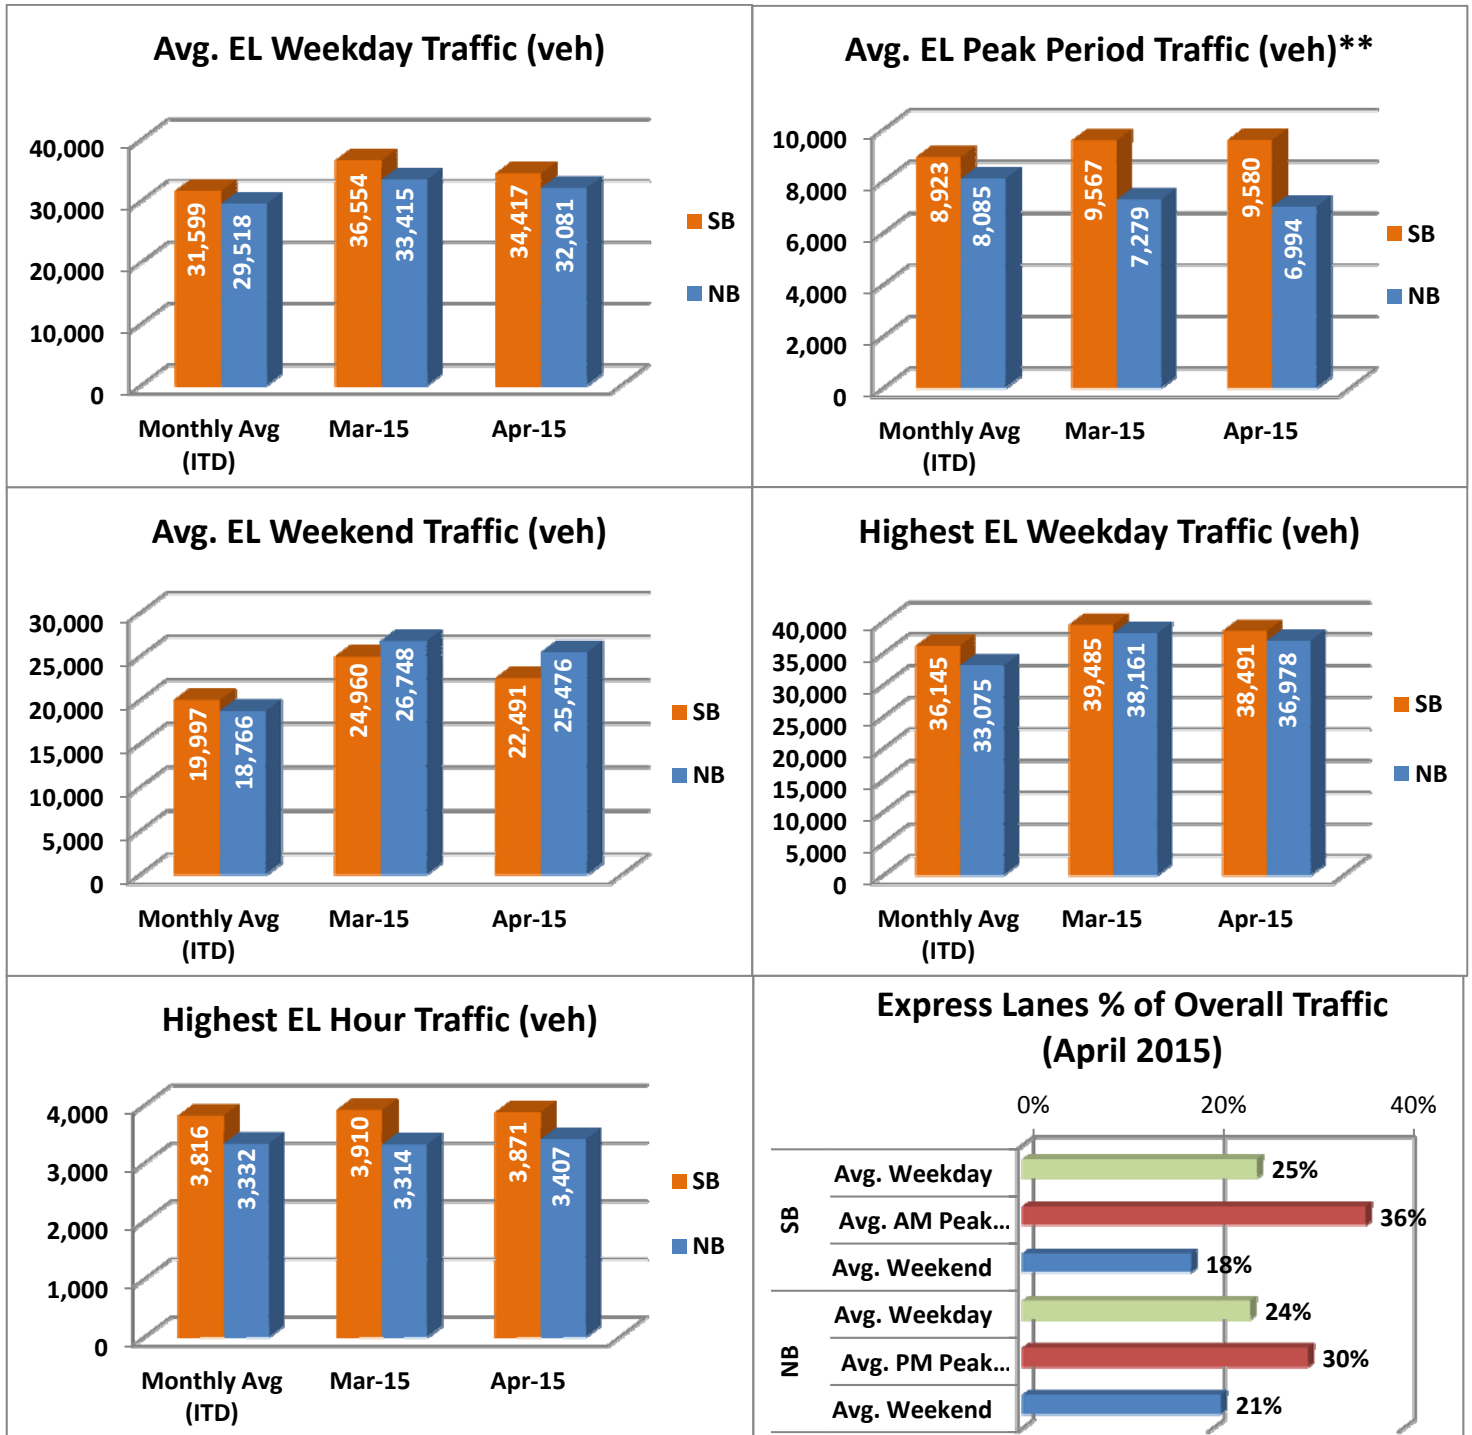 Avg. EL Weekday Traffic (veh)
40,000
30,000
20,000
10,000
0
31,599
29,518
36,554
33,415
34,417
32,081
SB
NB
Monthly Avg
(ITD)
Mar-15
Apr-15
Avg. EL Peak Period Traffic (veh)**
10,000
8,000
6,000
4,000
2,000
0
8,923
8,085
9,567
7,279
9,580
6,994
SB
NB
Monthly Avg
(ITD)
Mar-15
Apr-15
Avg. EL Weekend Traffic (veh)
30,000
25,000
20,000
15,000
10,000
5,000
0
19,997
18,766
24,960
26,748
22,491
25,476
SB
NB
Monthly Avg
(ITD)
Mar-15
Apr-15
Highest EL Weekday Traffic (veh)
40,000
35,000
30,000
25,000
20,000
15,000
10,000
5,000
0
36,145
33,075
39,485
38,161
38,491
36,978
SB
NB
Monthly Avg
(ITD)
Mar-15
Apr-15
Highest EL Hour Traffic (veh)
4,000
3,000
2,000
1,000
0
3,816
3,332
3,910
3,314
3,871
3,407
SB
NB
Monthly Avg
(ITD)
Mar-15
Apr-15
Express Lanes % of Overall Traffic
(April 2015)
0% 20% 40%
SB
Avg. Weekday 25%
Avg. AM Peak... 36%
Avg. Weekend 18%
NB
Avg. Weekday 24%
Avg. PM Peak... 30%
Avg. Weekend 21%